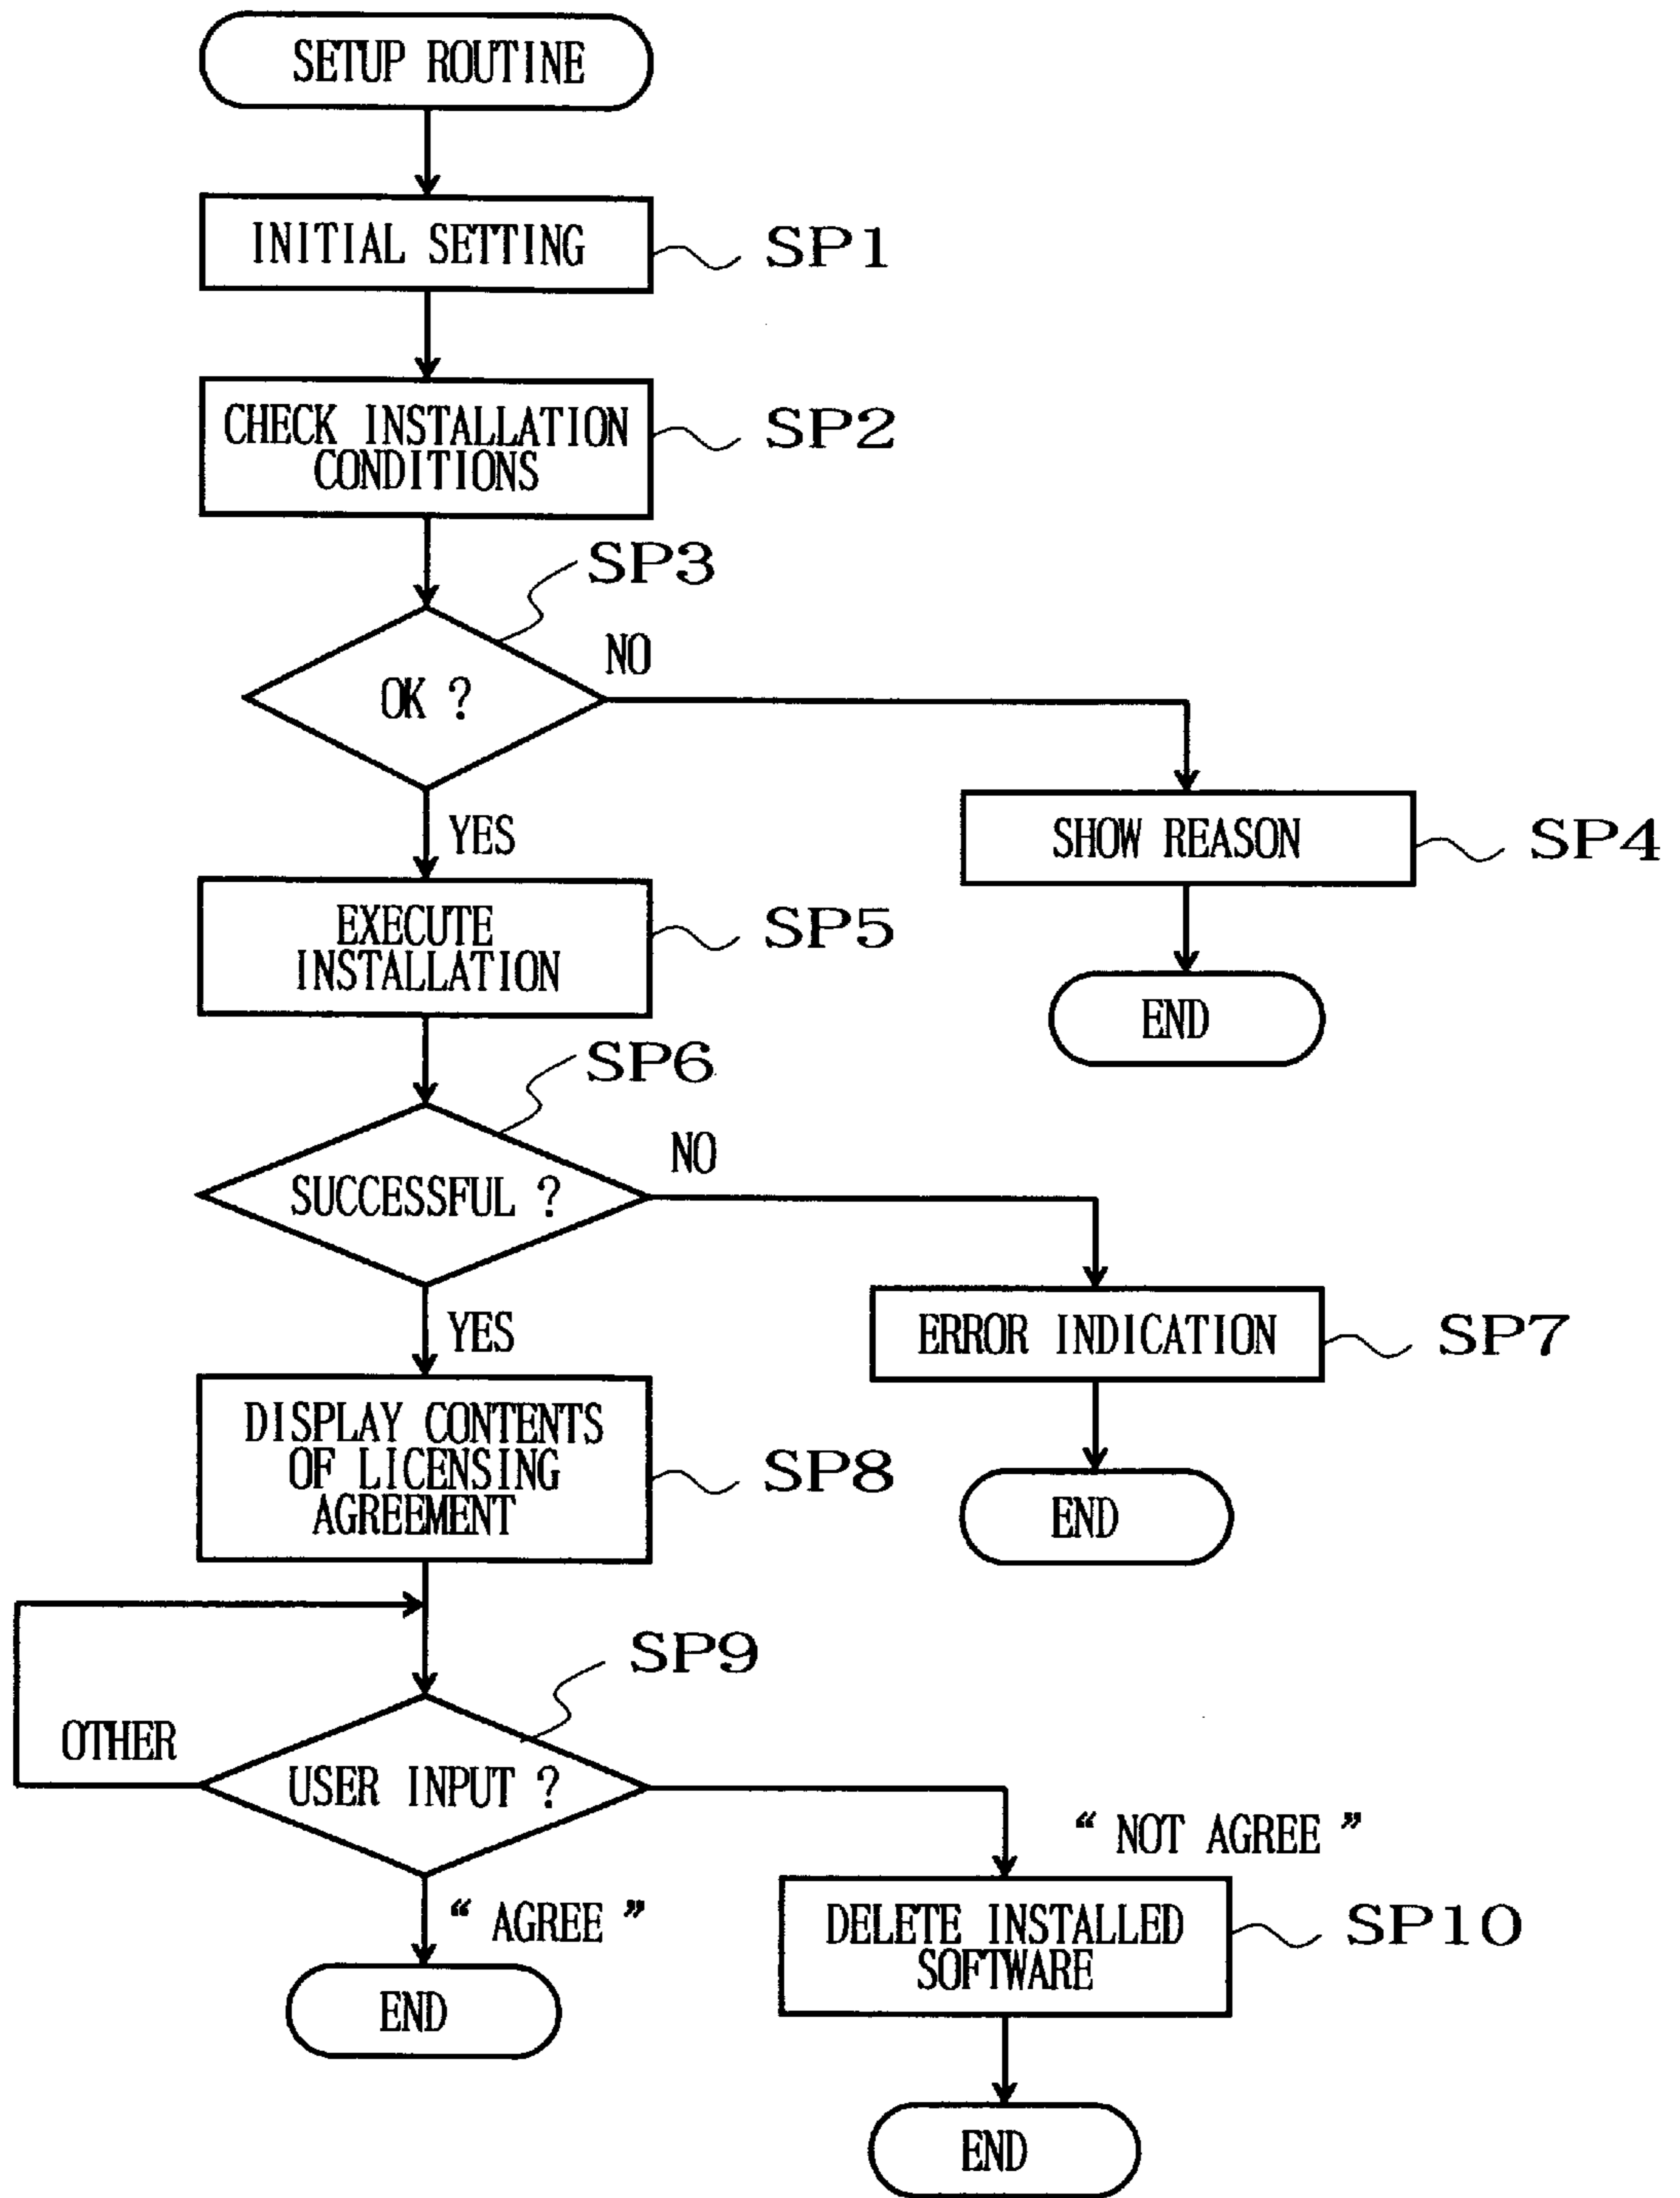 SETUP ROUTINE
INITIAL SETTING
SP1
CHECK INSTALLATION
CONDITIONS
SP2
SP3
OK ?
NO
YES
SHOW REASON
SP4
END
EXECUTE
INSTALLATION
SP5
SP6
SUCCESSFUL ?
NO
YES
ERROR INDICATION
SP7
END
DISPLAY CONTENTS
OF LICENSING
AGREEMENT
SP8
SP9
OTHER
USER INPUT ?
“ NOT AGREE ”
“ AGREE ”
DELETE INSTALLED
SOFTWARE
SP10
END
END